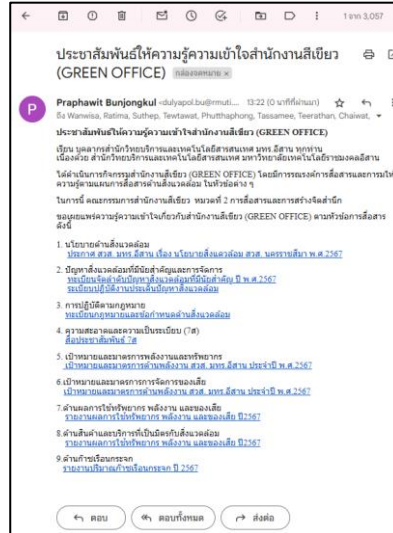 1 จาก 3,057
ประชาสัมพันธ์ให้ความรู้ความเข้าใจสำนักงานสีเขียว
(GREEN OFFICE) กล่องจดหมาย ×
P
Praphawit Bunjongkul <dulyapol.bu@rmuti.... 13:22 (0 นาทีที่ผ่านมา)
ถึง Wanwisa, Ratima, Suthep, Tewtawat, Phutthaphong, Tassamee, Teerathan, Chaiwat,
ประชาสัมพันธ์ให้ความรู้ความเข้าใจสำนักงานสีเขียว (GREEN OFFICE)
เรียน บุคลากรสำนักวิทยบริการและเทคโนโลยีสารสนเทศ มทร.อีสาน ทุกท่าน
เนื่องด้วย สำนักวิทยบริการและเทคโนโลยีสารสนเทศ มหาวิทยาลัยเทคโนโลยีราชมงคลอีสาน
ได้ดำเนินการกิจกรรมสำนักงานสีเขียว (GREEN OFFICE) โดยมีการรณรงค์การสื่อสารและการมให้
ความรู้ตามแผนการสื่อสารด้านสิ่งแวดล้อม ในหัวข้อต่าง ๆ
ในการนี้ คณะกรรมการสำนักงานสีเขียว หมวดที่ 2 การสื่อสารและการสร้างจิตสำนึก
ขอเผยแพร่ความรู้ความเข้าใจเกี่ยวกับสำนักงานสีเขียว (GREEN OFFICE) ตามหัวข้อการสื่อสาร
ดังนี้
1. นโยบายด้านสิ่งแวดล้อม
ประกาศ สวส. มทร.อีสาน เรื่อง นโยบายสิ่งแวดล้อม สวส. นครราชสีมา พ.ศ.2567
2. ปัญหาสิ่งแวดล้อมที่มีนัยสำคัญและการจัดการ
ทะเบียนจัดลำดับปัญหาสิ่งแวดล้อมที่มีนัยสำคัญ ปี พ.ศ.2567
ระเบียบปฏิบัติงานประเด็นปัญหาสิ่งแวดล้อม
3. การปฏิบัติตามกฎหมาย
ทะเบียนกฎหมายและข้อกำหนดด้านสิ่งแวดล้อม
4. ความสะอาดและความเป็นระเบียบ (7ส)
สื่อประชาสัมพันธ์ 7ส
5. เป้าหมายและมาตรการพลังงานและทรัพยากร
เป้าหมายและมาตรการด้านพลังงาน สวส. มทร.อีสาน ประจำปี พ.ศ.2567
6.เป้าหมายและมาตรการการจัดการของเสีย
เป้าหมายและมาตรการด้านพลังงาน สวส. มทร.อีสาน ประจำปี พ.ศ.2567
7.ด้านผลการใช้ทรัพยากร พลังงาน และของเสีย
รายงานผลการใช้ทรัพยากร พลังงาน และของเสีย ปี2567
8.ด้านสินค้าและบริการที่เป็นมิตรกับสิ่งแวดล้อม
รายงานผลการใช้ทรัพยากร พลังงาน และของเสีย ปี2567
9.ด้านก๊าซเรือนกระจก
รายงานปริมาณก๊าซเรือนกระจก ปี 2567
ตอบ ตอบทั้งหมด ส่งต่อ